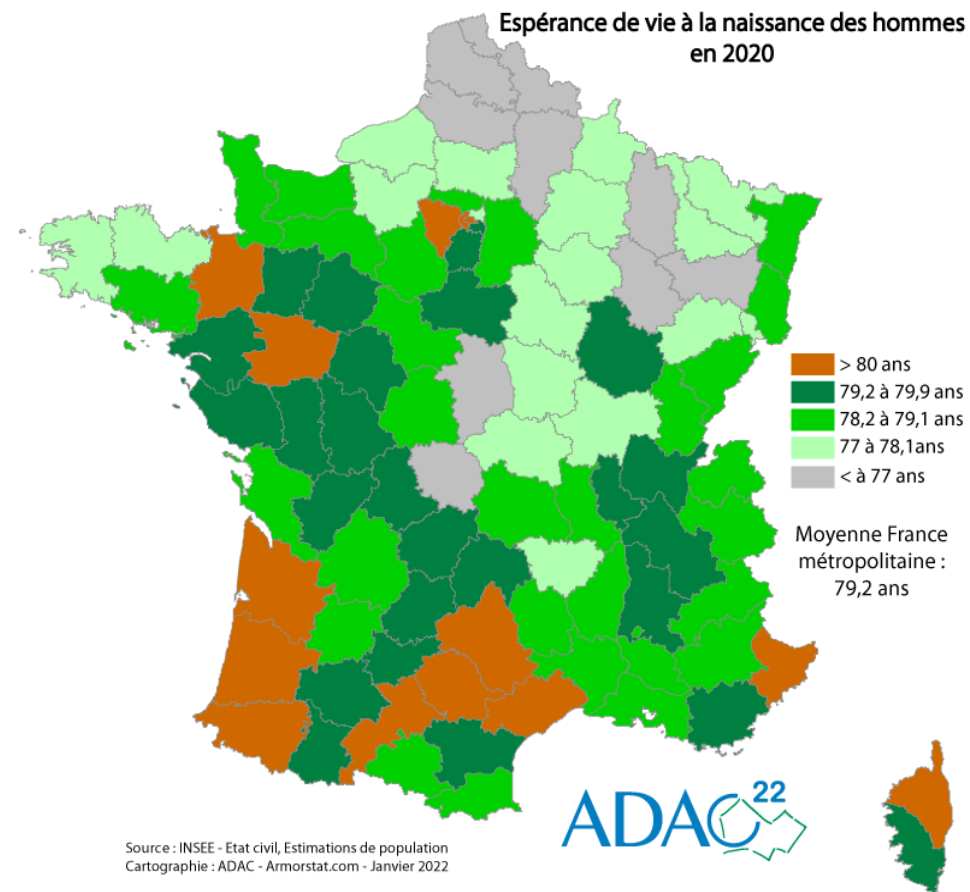 Espérance de vie à la naissance des hommes
en 2020
> 80 ans
79,2 à 79,9 ans
78,2 à 79,1 ans
77 à 78,1ans
< à 77 ans
Moyenne France
métropolitaine :
79,2 ans
ADAC22
Source : INSEE - Etat civil, Estimations de population
Cartographie : ADAC - Armorstat.com - Janvier 2022